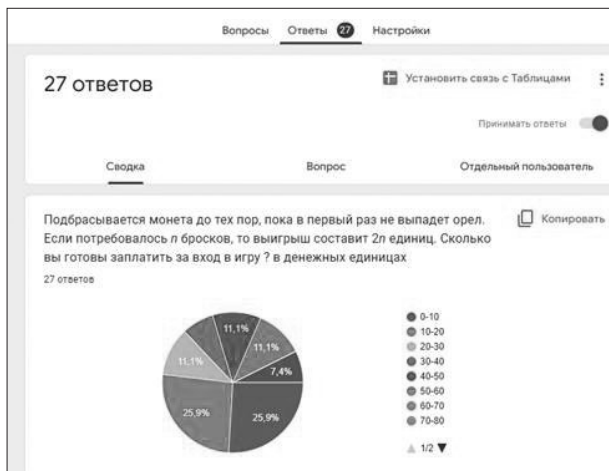 Вопросы Ответы 27 Настройки
27 ответов
Установить связь с Таблицами
Принимать ответы
Сводка Вопрос Отдельный пользователь
Подбрасывается монета до тех пор, пока в первый раз не выпадет орел.
Если потребовалось n бросков, то выигрыш составит 2n единиц. Сколько
вы готовы заплатить за вход в игру ? в денежных единицах
Копировать
27 ответов
11,1%
11,1%
11,1%
7,4%
25,9%
25,9%
0-10
10-20
20-30
30-40
40-50
50-60
60-70
70-80
1/2